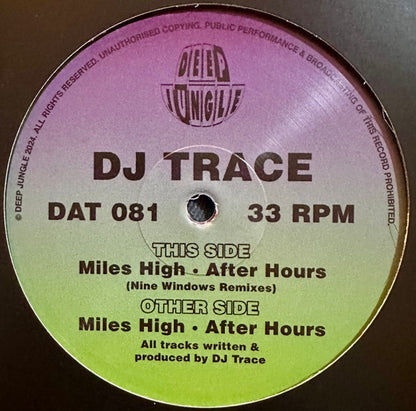 © DEEP JUNGLE 2024. ALL RIGHTS RESERVED. UNAUTHORISED COPYING, PUBLIC PERFORMANCE & BROADCASTING OF THIS RECORD PROHIBITED.
DEEP
JUNGLE
DJ TRACE
DAT 081 33 RPM
THIS SIDE
Miles High • After Hours
(Nine Windows Remixes)
OTHER SIDE
Miles High • After Hours
All tracks written &
produced by DJ Trace